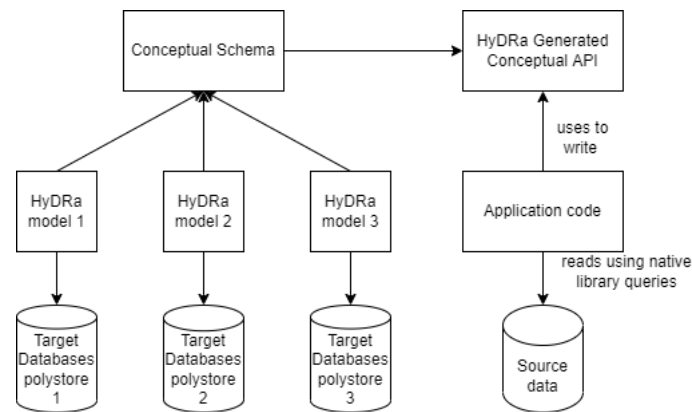 Conceptual Schema
HyDRa Generated
Conceptual API
uses to
write
HyDRa
model 1
HyDRa
model 2
HyDRa
model 3
Application code
reads using native
library queries
Target
Databases
polystore
1
Target
Databases
polystore
2
Target
Databases
polystore
3
Source
data